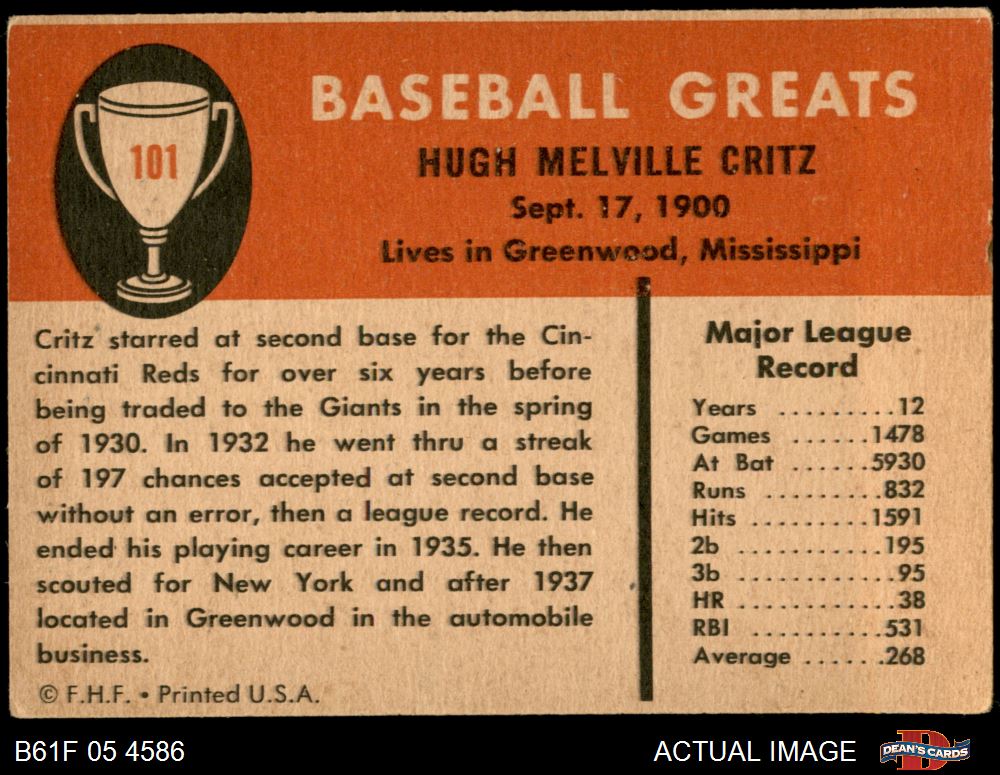 101
BASEBALL GREATS
HUGH MELVILLE CRITZ
Sept. 17, 1900
Lives in Greenwood, Mississippi
Critz starred at second base for the Cin-
cinnati Reds for over six years before
being traded to the Giants in the spring
of 1930. In 1932 he went thru a streak
of 197 chances accepted at second base
without an error, then a league record. He
ended his playing career in 1935. He then
scouted for New York and after 1937
located in Greenwood in the automobile
business.
© F.H.F. • Printed U.S.A.
Major League
Record
Years .........12
Games ......1478
At Bat ......5930
Runs .........832
Hits .........1591
2b ...........195
3b ............95
HR ............38
RBI ..........531
Average ......268
B61F 05 4586
ACTUAL IMAGE
DEAN'S CARDS